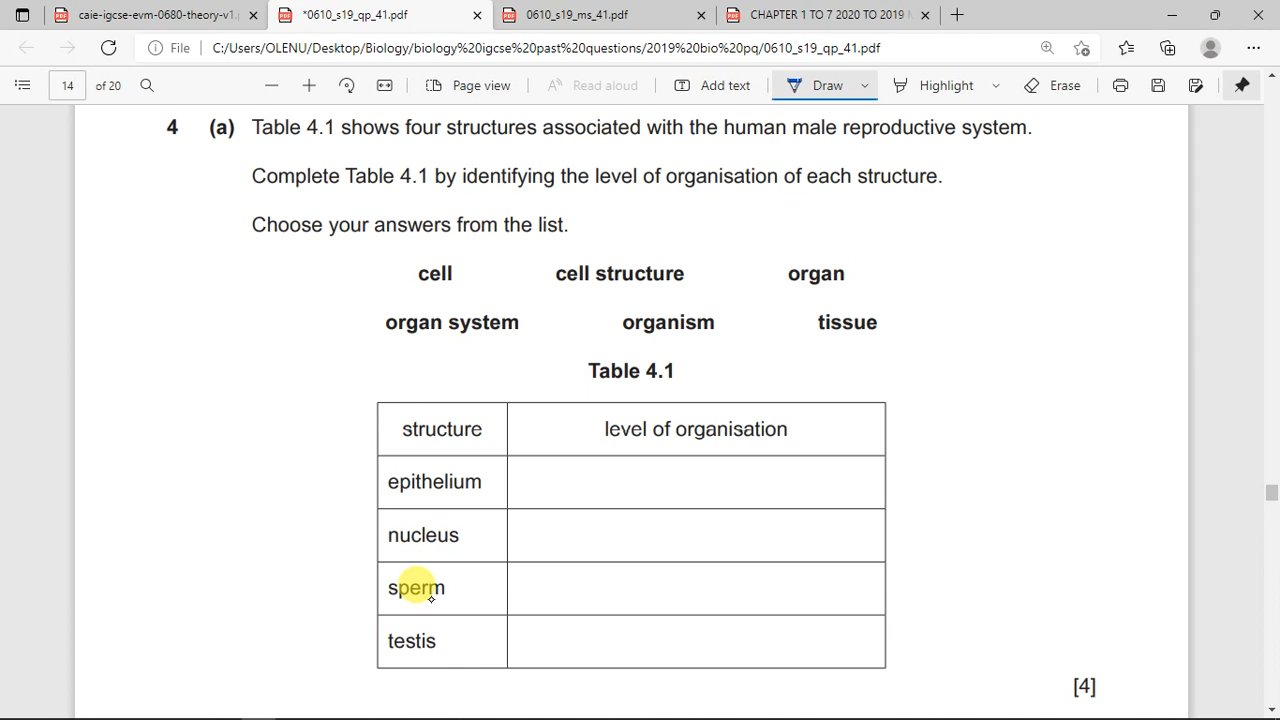 caie-igcse-evm-0680-theory-v1.
*0610_s19_qp_41.pdf
0610_s19_ms_41.pdf
CHAPTER 1 TO 7 2020 TO 2019
File
C:/Users/OLENU/Desktop/Biology/biology%20igcse%20past%20questions/2019%20bio%20pq/0610_s19_qp_41.pdf
14 of 20
Page view
Read aloud
Add text
Draw
Highlight
Erase
4 (a) Table 4.1 shows four structures associated with the human male reproductive system.
Complete Table 4.1 by identifying the level of organisation of each structure.
Choose your answers from the list.
cell cell structure organ
organ system organism tissue
Table 4.1
structure level of organisation
epithelium
nucleus
sperm
testis
[4]